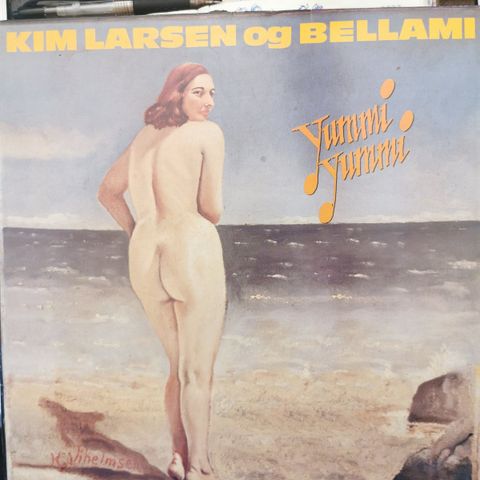 KIM LARSEN og BELLAMI
Yummi
Yummi
K. Vilhelmsen